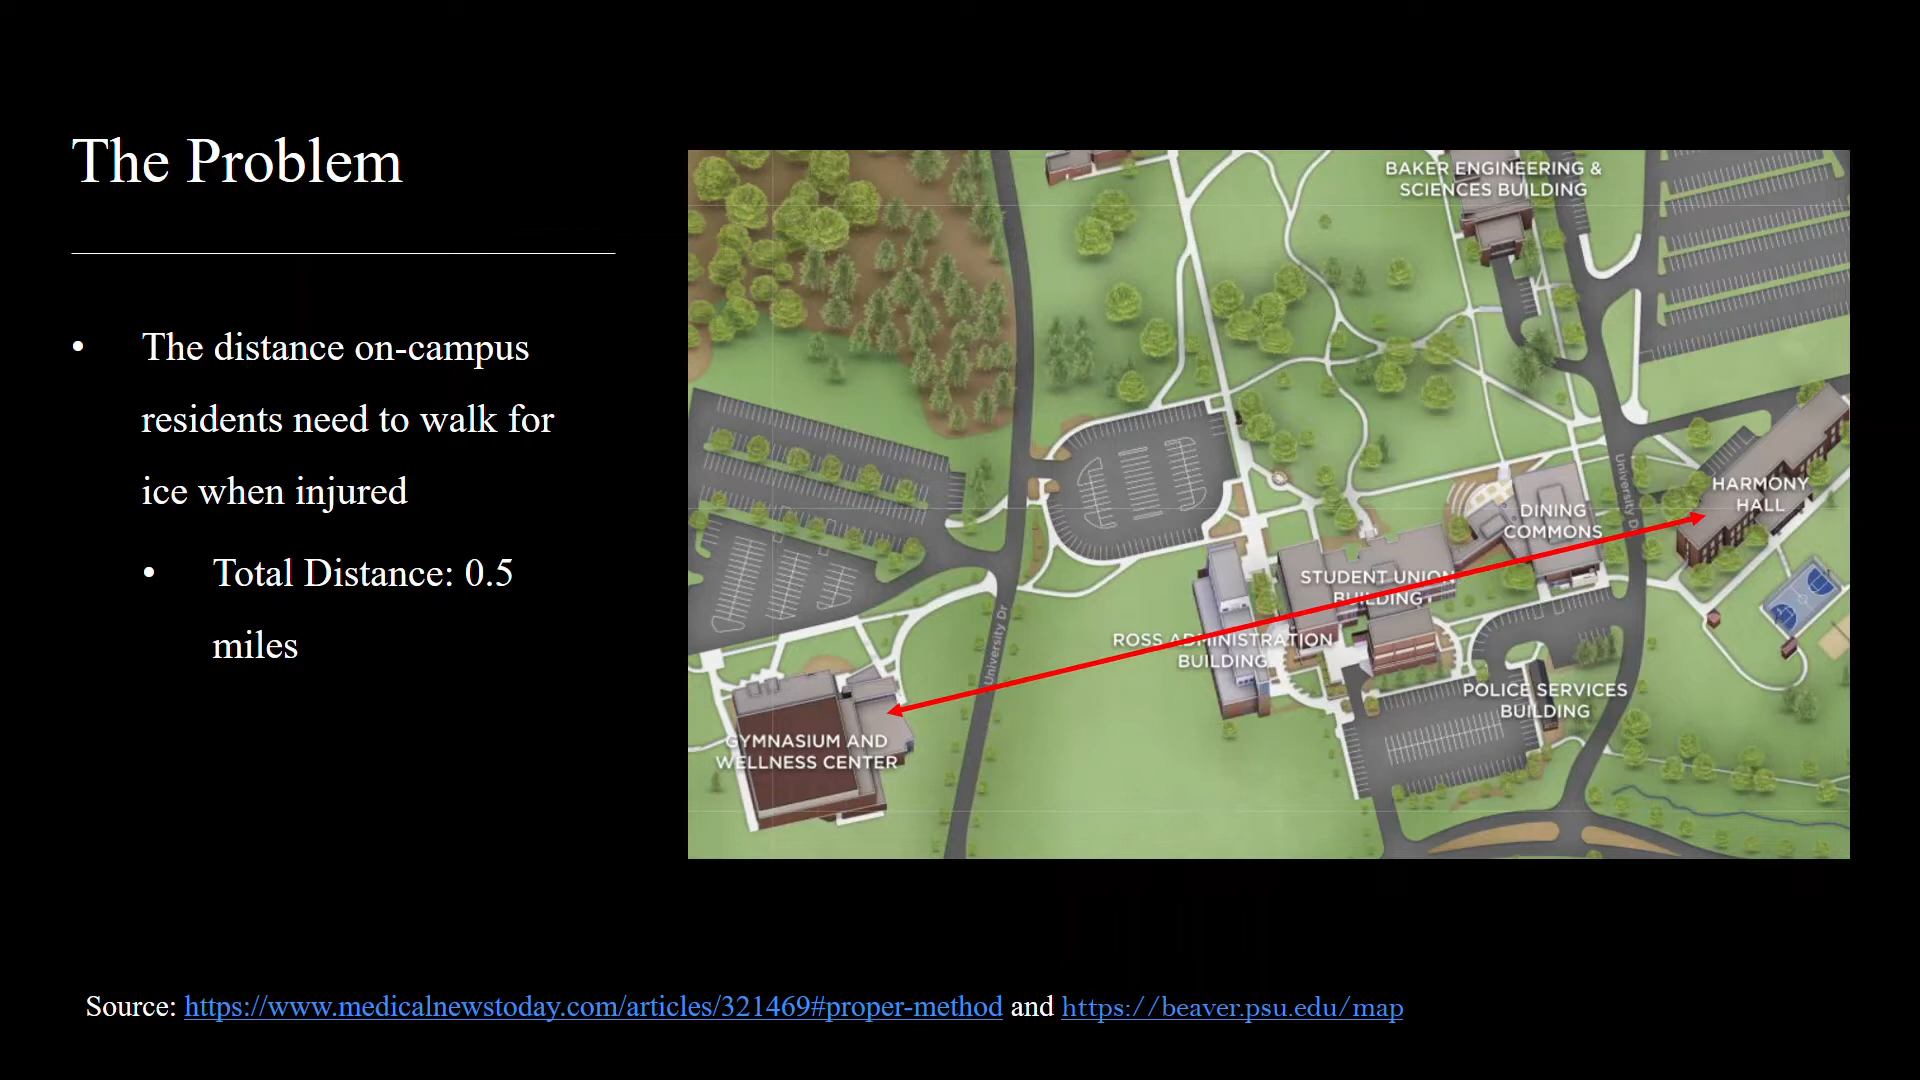 The Problem
• The distance on-campus
residents need to walk for
ice when injured
• Total Distance: 0.5
miles
BAKER ENGINEERING &
SCIENCES BUILDING
HARMONY
HALL
University Dr
DINING
COMMONS
STUDENT UNION
BUILDING
ROSS ADMINISTRATION
BUILDING
University Dr
POLICE SERVICES
BUILDING
GYMNASIUM AND
WELLNESS CENTER
Source: https://www.medicalnewstoday.com/articles/321469#proper-method and https://beaver.psu.edu/map